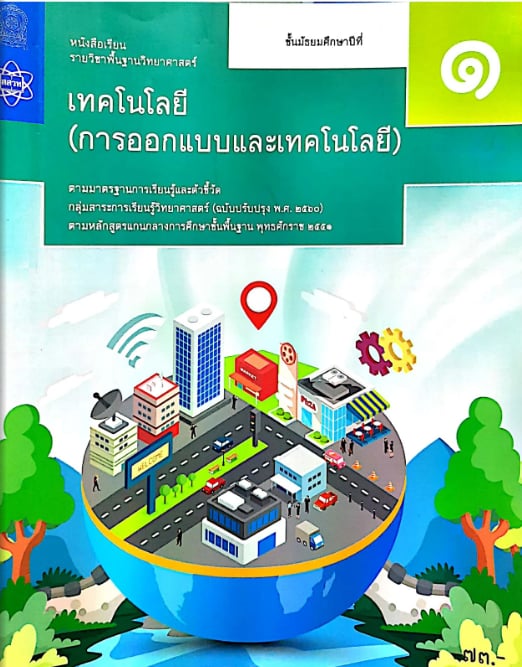 สสวท
หนังสือเรียน
รายวิชาพื้นฐานวิทยาศาสตร์
ชั้นมัธยมศึกษาปีที่
๑
เทคโนโลยี
(การออกแบบและเทคโนโลยี)
ตามมาตรฐานการเรียนรู้และตัวชี้วัด
กลุ่มสาระการเรียนรู้วิทยาศาสตร์ (ฉบับปรับปรุง พ.ศ. ๒๕๖๐)
ตามหลักสูตรแกนกลางการศึกษาขั้นพื้นฐาน พุทธศักราช ๒๕๕๑
MARKET
PIZZA
WELCOME
๗๓.-